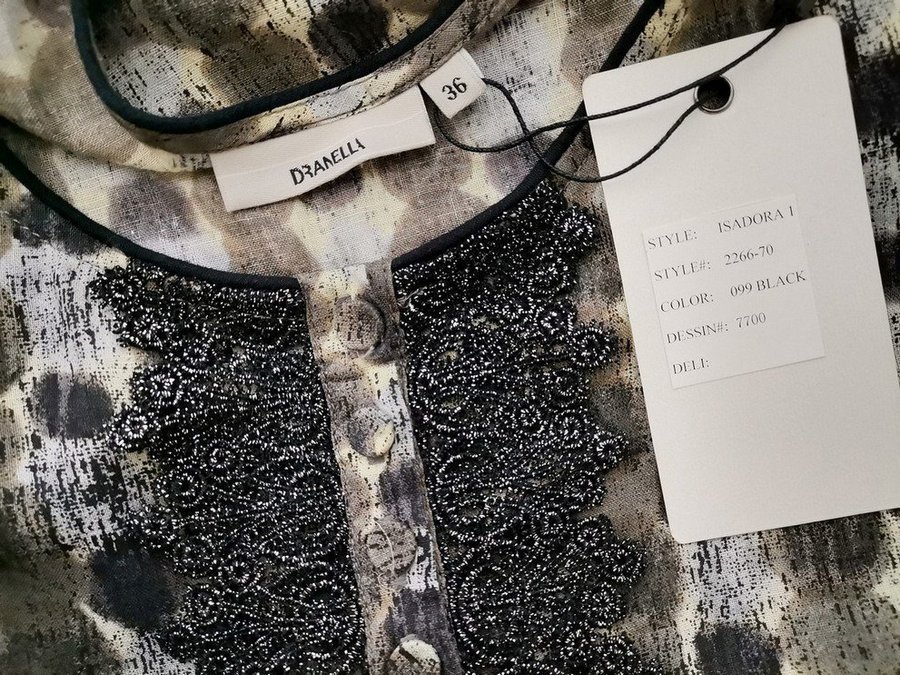 36
DRANELLA
STYLE: ISADORA 1
STYLE#: 2266-70
COLOR: 099 BLACK
DESSIN#: 7700
DELI: